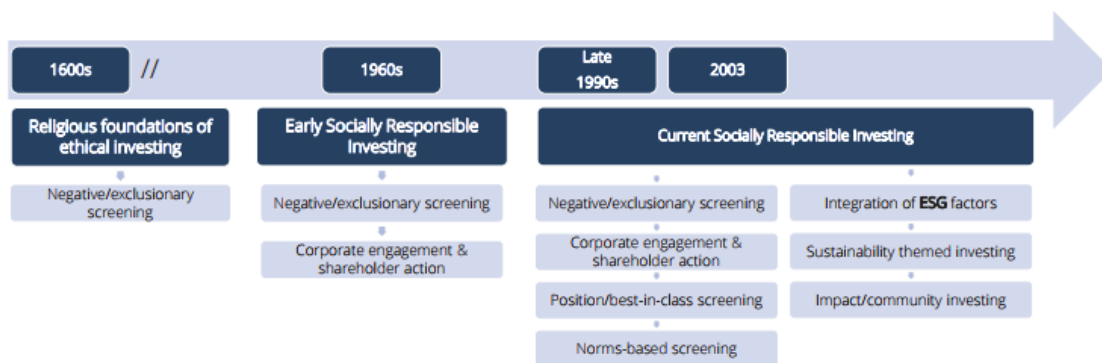 1600s //
1960s
Late
1990s
2003
Religious foundations of
ethical investing
Negative/exclusionary
screening
Early Socially Responsible
Investing
Negative/exclusionary screening
Corporate engagement &
shareholder action
Current Socially Responsible Investing
Negative/exclusionary screening
Corporate engagement &
shareholder action
Position/best-in-class screening
Norms-based screening
Integration of ESG factors
Sustainability themed investing
Impact/community investing